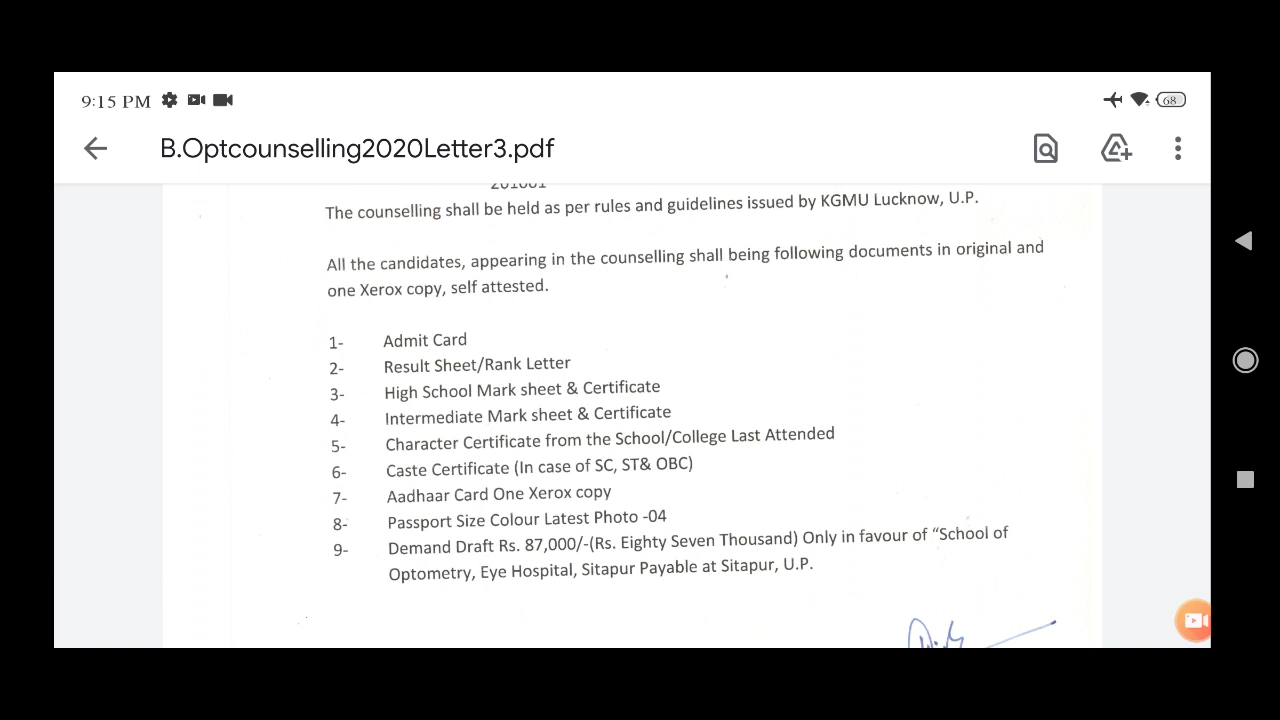 9:15 PM
68
B.Optcounselling2020Letter3.pdf
The counselling shall be held as per rules and guidelines issued by KGMU Lucknow, U.P.
All the candidates, appearing in the counselling shall being following documents in original and
one Xerox copy, self attested.
1- Admit Card
2- Result Sheet/Rank Letter
3- High School Mark sheet & Certificate
4- Intermediate Mark sheet & Certificate
5- Character Certificate from the School/College Last Attended
6- Caste Certificate (In case of SC, ST& OBC)
7- Aadhaar Card One Xerox copy
8- Passport Size Colour Latest Photo -04
9- Demand Draft Rs. 87,000/-(Rs. Eighty Seven Thousand) Only in favour of “School of
Optometry, Eye Hospital, Sitapur Payable at Sitapur, U.P.